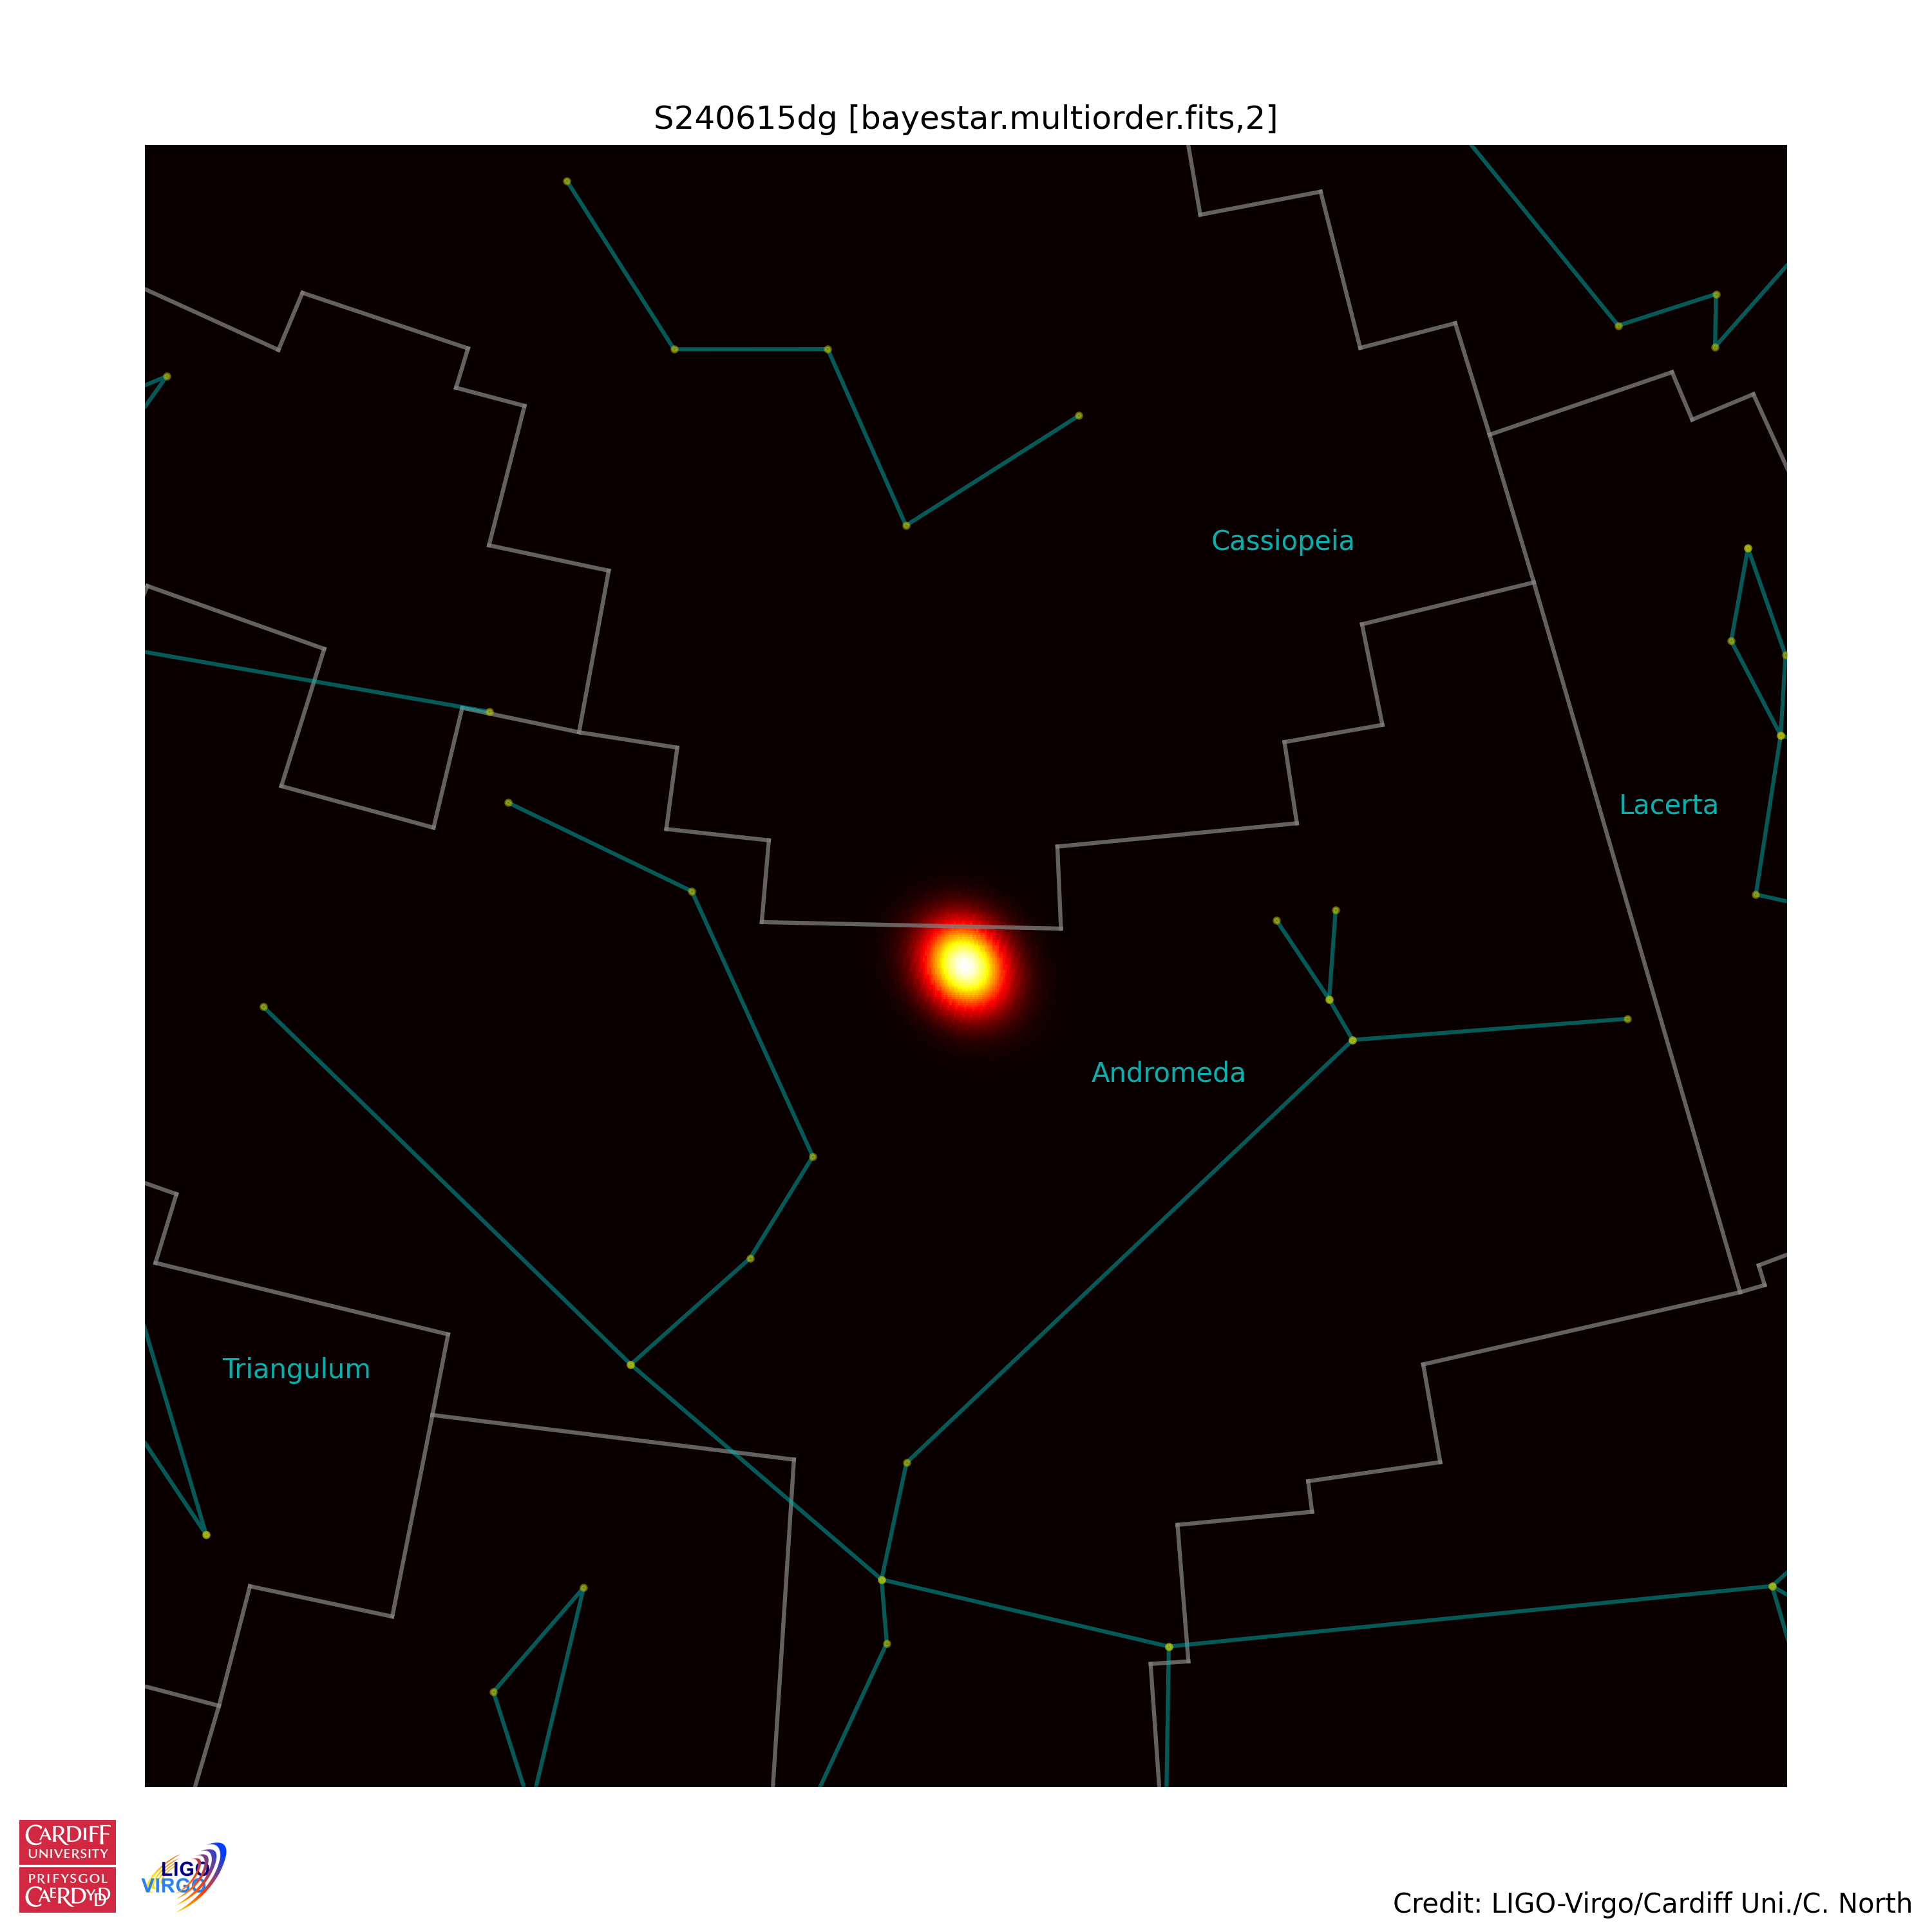 S240615dg [bayestar.multiorder.fits,2]
Cassiopeia
Lacerta
Andromeda
Triangulum
CARDIFF
UNIVERSITY
PRIFYSGOL
CAERDYDD
LIGO
VIRGO
Credit: LIGO-Virgo/Cardiff Uni./C. North